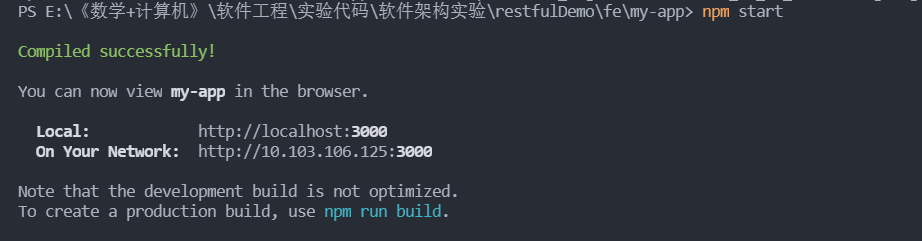 PS E:\《数学+计算机》\软件工程\实验代码\软件架构实验\restfulDemo\fe\my-app> npm start
Compiled successfully!
You can now view my-app in the browser.
Local: http://localhost:3000
On Your Network: http://10.103.106.125:3000
Note that the development build is not optimized.
To create a production build, use npm run build.